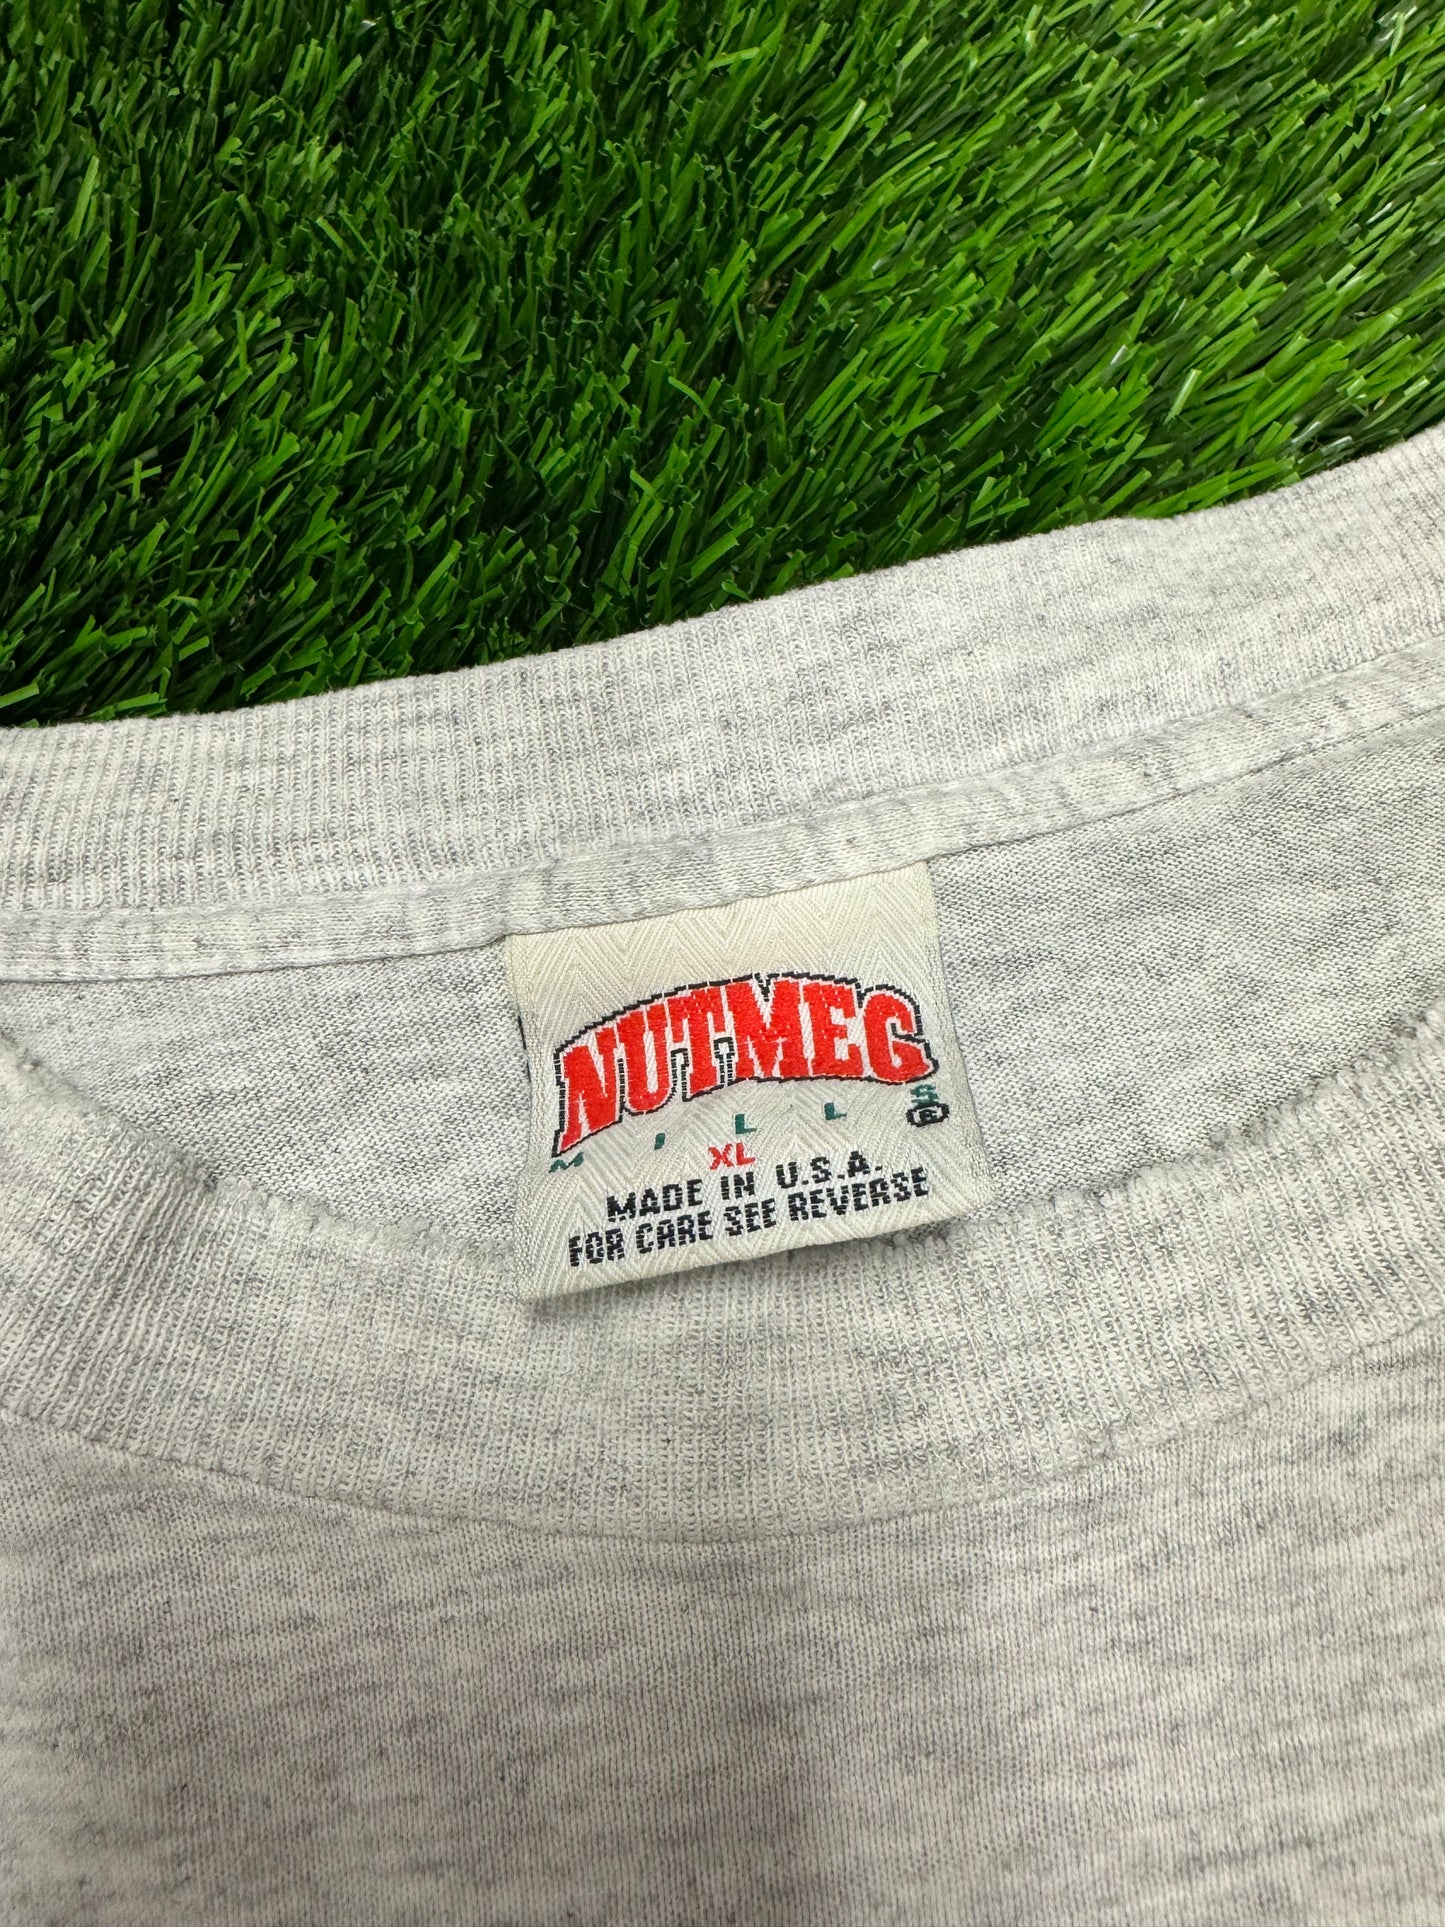 NUTMEG
MILLS ®
XL
MADE IN U.S.A.
FOR CARE SEE REVERSE